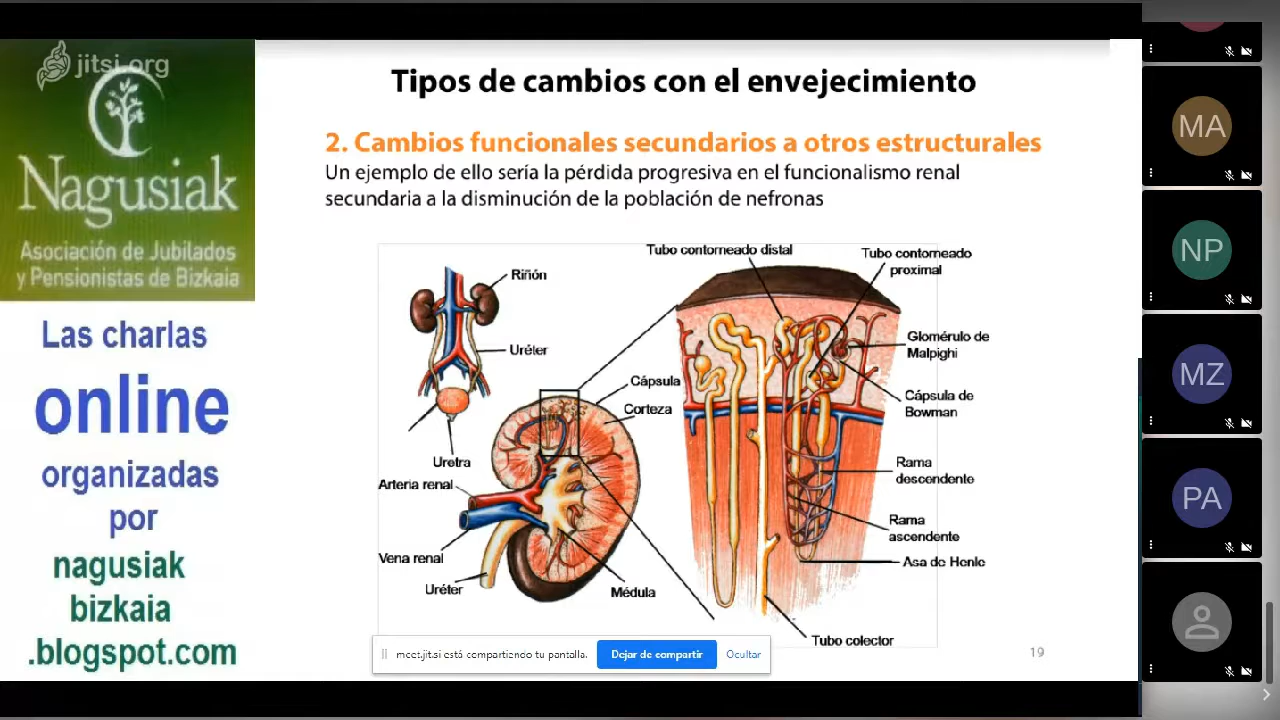 jitsi.org
Nagusiak
Asociación de Jubilados
y Pensionistas de Bizkaia
Las charlas
online
organizadas
por
nagusiak
bizkaia
.blogspot.com
Tipos de cambios con el envejecimiento
2. Cambios funcionales secundarios a otros estructurales
Un ejemplo de ello sería la pérdida progresiva en el funcionalismo renal
secundaria a la disminución de la población de nefronas
Riñón
Uréter
Uretra
Cápsula
Corteza
Arteria renal
Vena renal
Uréter
Médula
Tubo contorneado distal
Tubo contorneado
proximal
Glomérulo de
Malpighi
Cápsula de
Bowman
Rama
descendente
Rama
ascendente
Asa de Henle
Tubo colector
meet.jit.si está compartiendo tu pantalla.
Dejar de compartir
Ocultar
19
MA
NP
MZ
PA